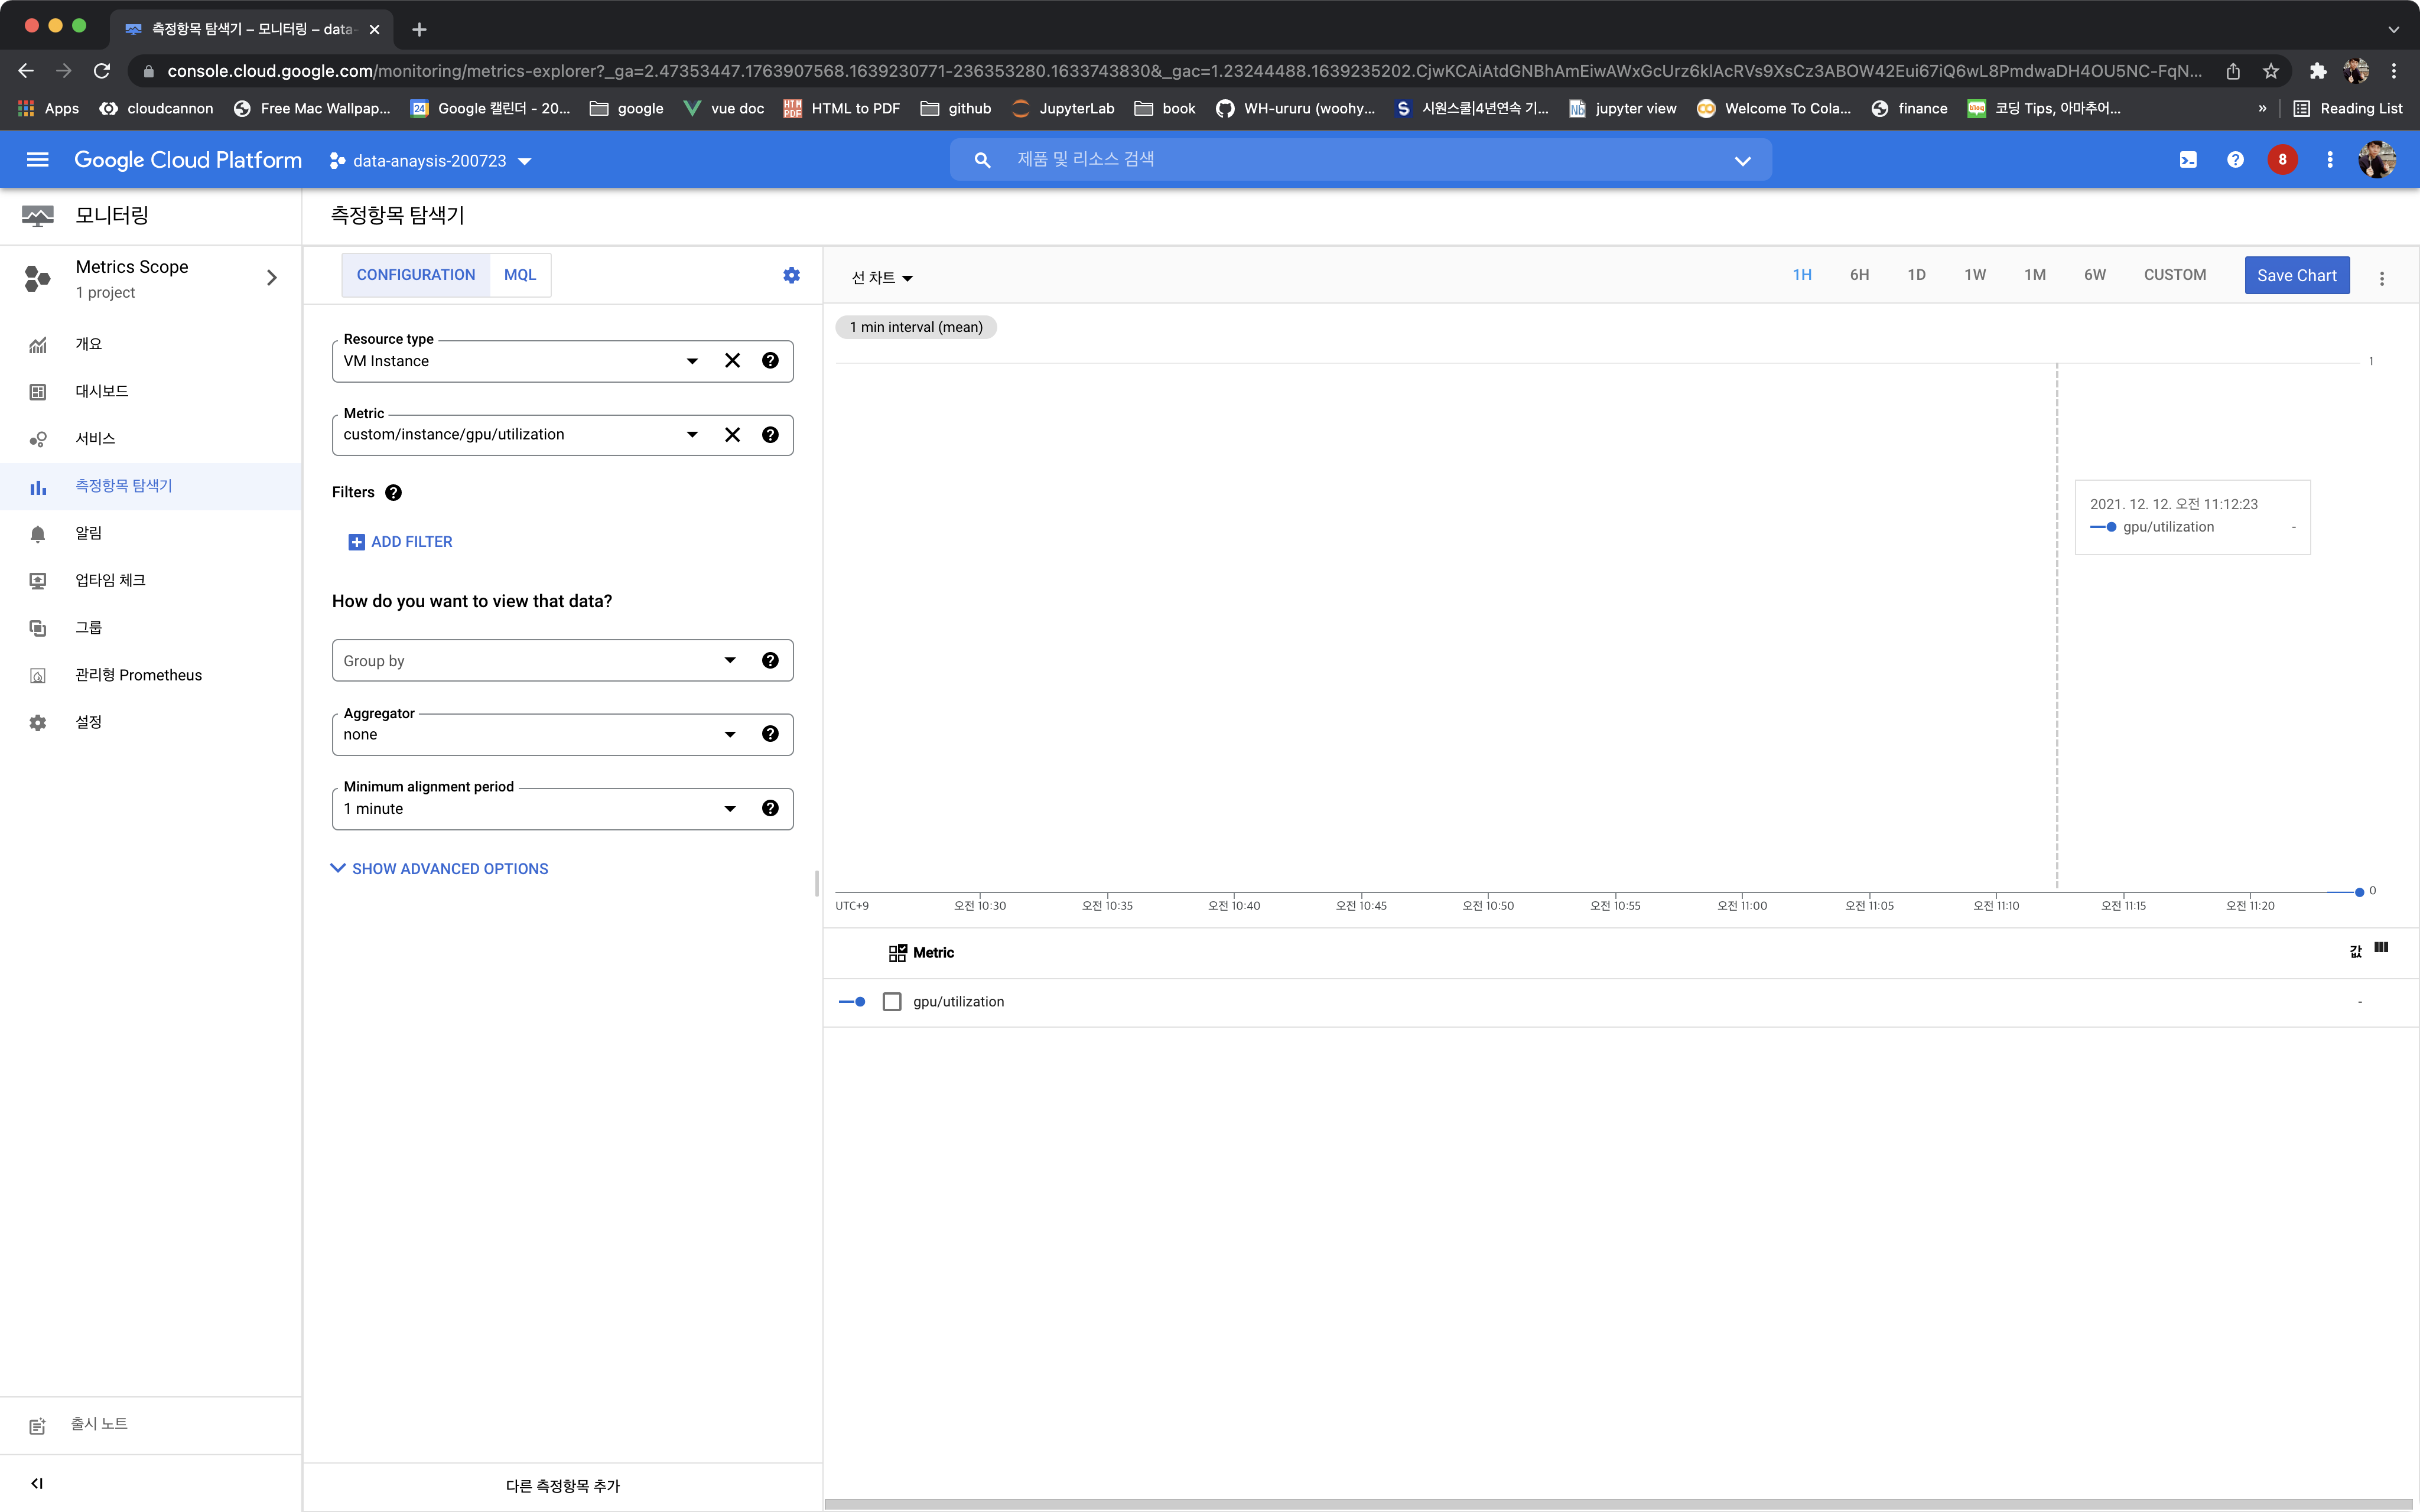 측정항목 탐색기 – 모니터링 – data-
console.cloud.google.com/monitoring/metrics-explorer?_ga=2.47353447.1763907568.1639230771-236353280.1633743830&_gac=1.23244488.1639235202.CjwKCAiAtdGNBhAmEiwAWxGcUrz6klAcRVs9XsCz3ABOW42Eui67iQ6wL8PmdwaDH4OU5NC-FqN...
Apps cloudcannon Free Mac Wallpap... 24 Google 캘린더 - 20... google vue doc HTML to PDF github JupyterLab book WH-ururu (woohy... 시원스쿨|4년연속 기... jupyter view Welcome To Cola... finance 코딩 Tips, 아마추어... » Reading List
Google Cloud Platform data-anaysis-200723 제품 및 리소스 검색 8
모니터링
측정항목 탐색기
Metrics Scope
1 project
개요
대시보드
서비스
측정항목 탐색기
알림
업타임 체크
그룹
관리형 Prometheus
설정
출시 노트
CONFIGURATION MQL
Resource type
VM Instance
Metric
custom/instance/gpu/utilization
Filters
ADD FILTER
How do you want to view that data?
Group by
Aggregator
none
Minimum alignment period
1 minute
SHOW ADVANCED OPTIONS
다른 측정항목 추가
선 차트 1H 6H 1D 1W 1M 6W CUSTOM Save Chart
1 min interval (mean)
1
2021. 12. 12. 오전 11:12:23
gpu/utilization -
0
UTC+9 오전 10:30 오전 10:35 오전 10:40 오전 10:45 오전 10:50 오전 10:55 오전 11:00 오전 11:05 오전 11:10 오전 11:15 오전 11:20
Metric 값
gpu/utilization -